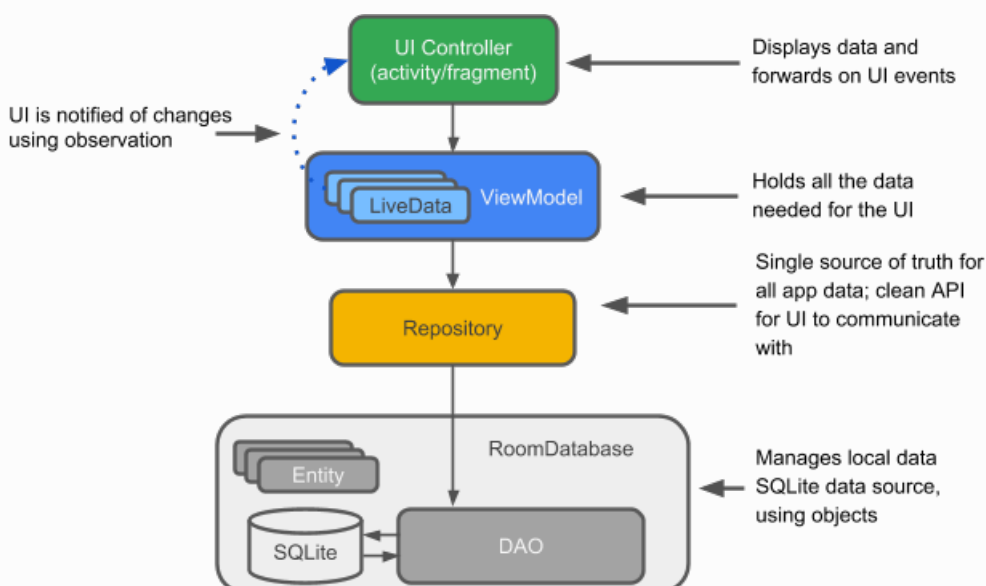 UI Controller
(activity/fragment)
Displays data and
forwards on UI events
UI is notified of changes
using observation
LiveData
ViewModel
Holds all the data
needed for the UI
Single source of truth for
all app data; clean API
for UI to communicate
with
Repository
RoomDatabase
Entity
SQLite
DAO
Manages local data
SQLite data source,
using objects